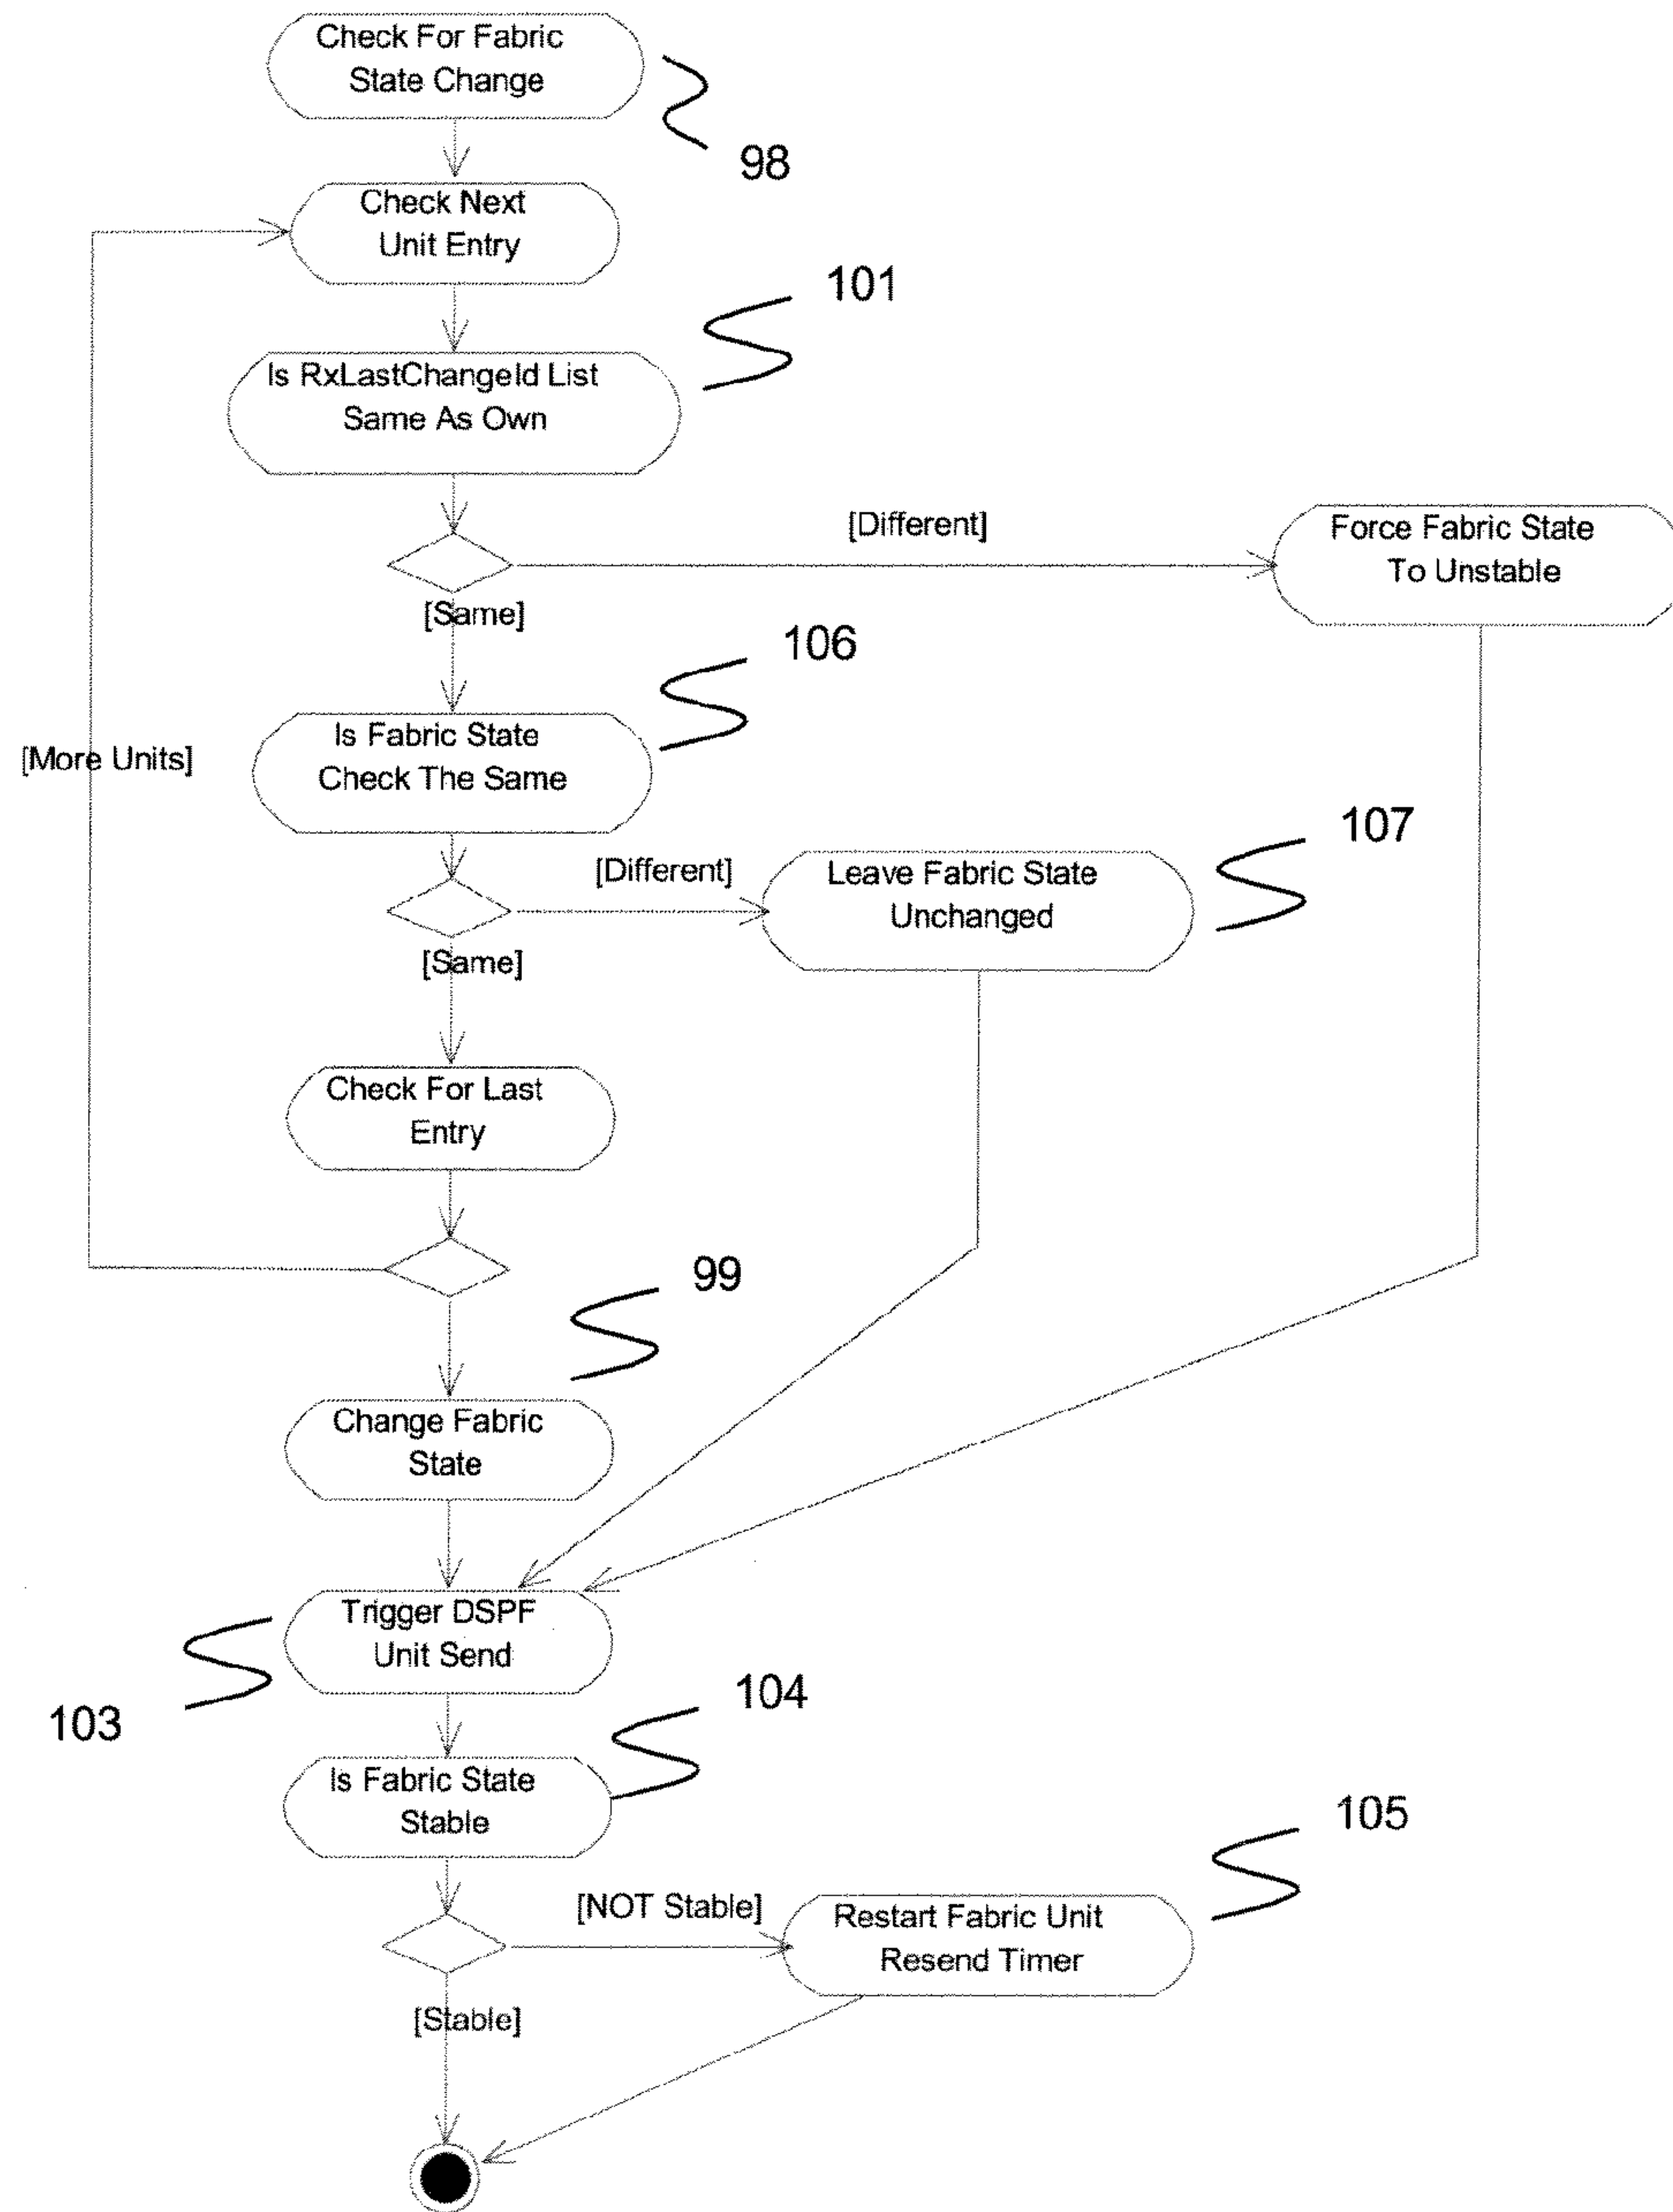 Check For Fabric
State Change
98
Check Next
Unit Entry
101
Is RxLastChangeId List
Same As Own
[Different]
Force Fabric State
To Unstable
[Same]
106
Is Fabric State
Check The Same
[More Units]
107
[Different]
Leave Fabric State
Unchanged
[Same]
Check For Last
Entry
99
Change Fabric
State
Trigger DSPF
Unit Send
103
104
Is Fabric State
Stable
105
[NOT Stable]
Restart Fabric Unit
Resend Timer
[Stable]